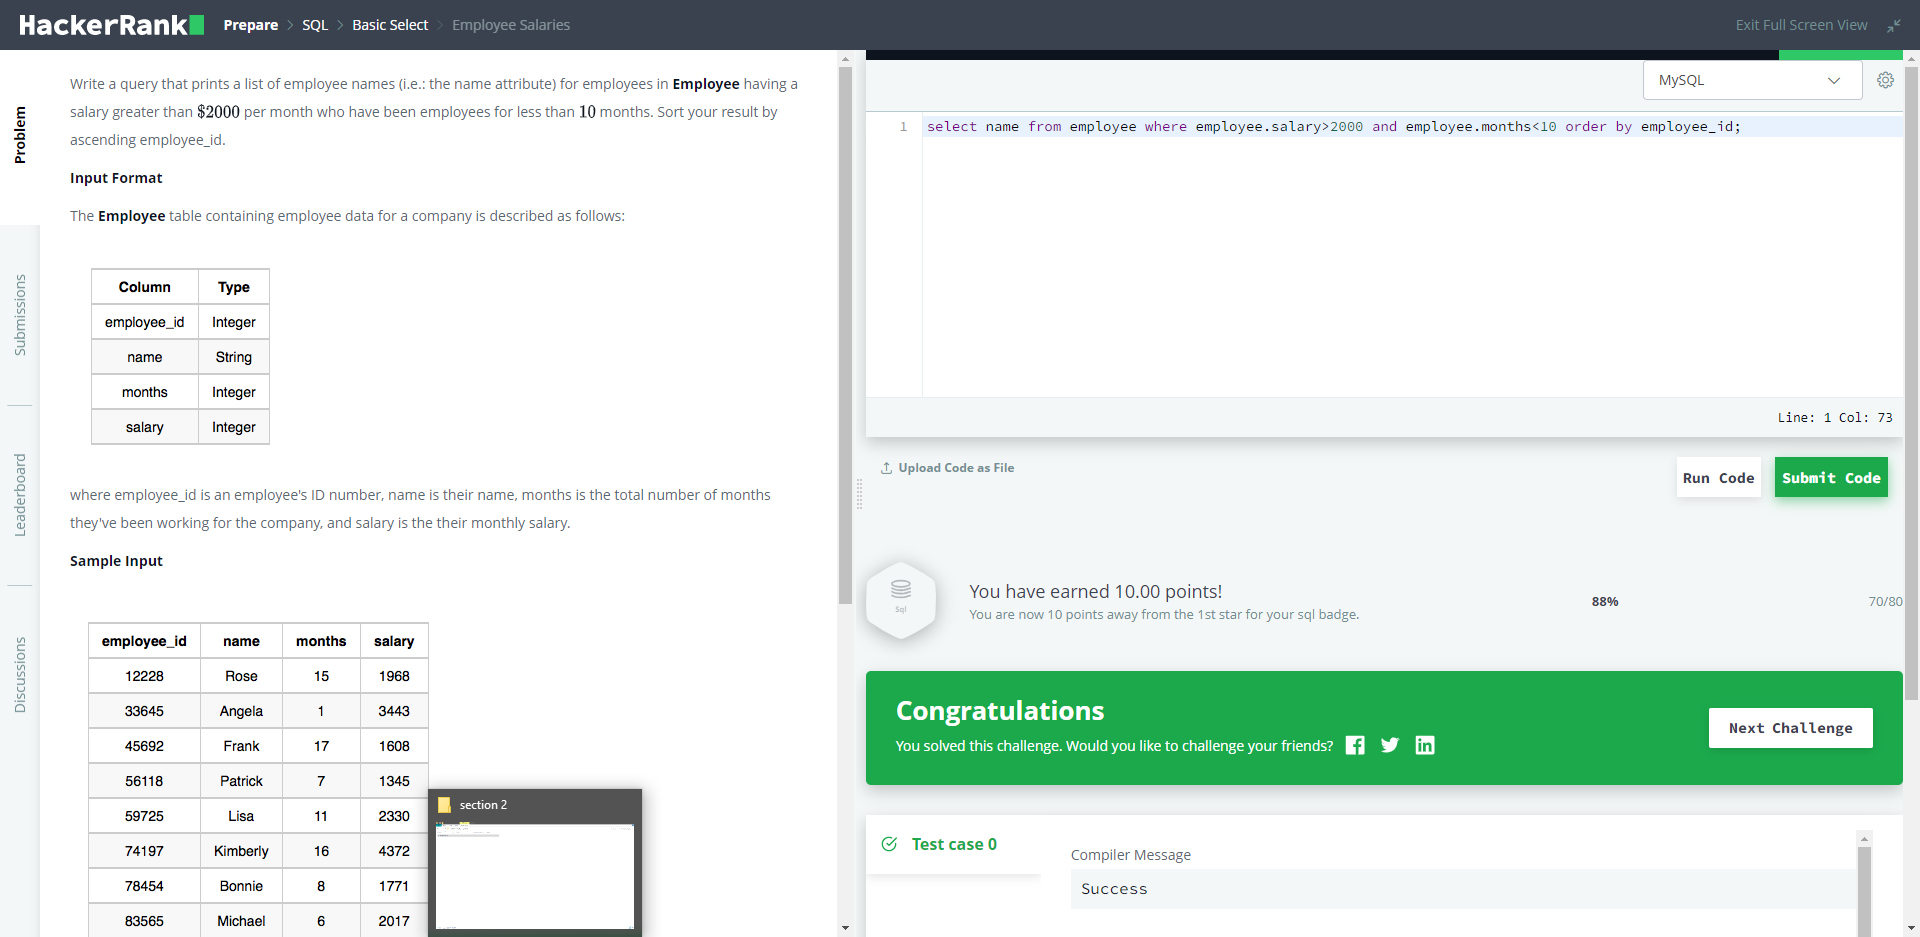 HackerRank
Prepare > SQL > Basic Select > Employee Salaries
Exit Full Screen View
Problem
Submissions
Leaderboard
Discussions
Write a query that prints a list of employee names (i.e.: the name attribute) for employees in Employee having a
salary greater than $2000 per month who have been employees for less than 10 months. Sort your result by
ascending employee_id.
Input Format
The Employee table containing employee data for a company is described as follows:
Column Type
employee_id Integer
name String
months Integer
salary Integer
where employee_id is an employee's ID number, name is their name, months is the total number of months
they've been working for the company, and salary is the their monthly salary.
Sample Input
employee_id name months salary
12228 Rose 15 1968
33645 Angela 1 3443
45692 Frank 17 1608
56118 Patrick 7 1345
59725 Lisa 11 2330
74197 Kimberly 16 4372
78454 Bonnie 8 1771
83565 Michael 6 2017
section 2
MySQL
1 select name from employee where employee.salary>2000 and employee.months<10 order by employee_id;
Line: 1 Col: 73
Upload Code as File
Run Code
Submit Code
Sql
You have earned 10.00 points!
You are now 10 points away from the 1st star for your sql badge.
88%
70/80
Congratulations
You solved this challenge. Would you like to challenge your friends?
Next Challenge
Test case 0
Compiler Message
Success